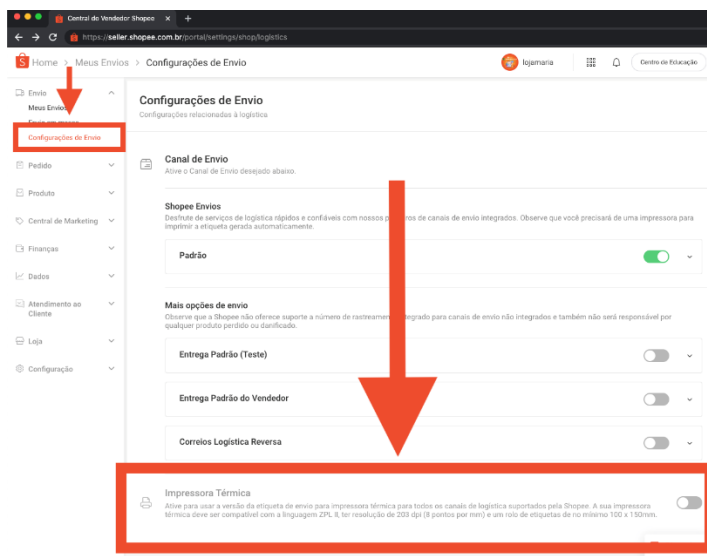 Central do Vendedor Shopee
https://seller.shopee.com.br/portal/settings/shop/logistics
Home > Meus Envios > Configurações de Envio
lojamaria
Centro de Educação
Envio
Meus Envios
Configurações de Envio
Pedido
Produto
Central de Marketing
Finanças
Dados
Atendimento ao
Cliente
Loja
Configuração
Configurações de Envio
Configurações relacionadas à logística
Canal de Envio
Ative o Canal de Envio desejado abaixo.
Shopee Envios
Desfrute de serviços de logística rápidos e confiáveis com nossos de canais de envio integrados. Observe que você precisará de uma impressora para
imprimir a etiqueta gerada automaticamente.
Padrão
Mais opções de envio
Observe que a Shopee não oferece suporte a número de para canais de envio não integrados e também não será responsável por
qualquer produto perdido ou danificado.
Entrega Padrão (Teste)
Entrega Padrão do Vendedor
Correios Logística Reversa
Impressora Térmica
Ative para usar a versão da etiqueta de envio para impressora térmica para todos os canais de logística suportados pela Shopee. A sua impressora
térmica deve ser compatível com a linguagem ZPL II, ter resolução de 203 dpi (8 pontos por mm) e um rolo de etiquetas de no mínimo 100 x 150mm.